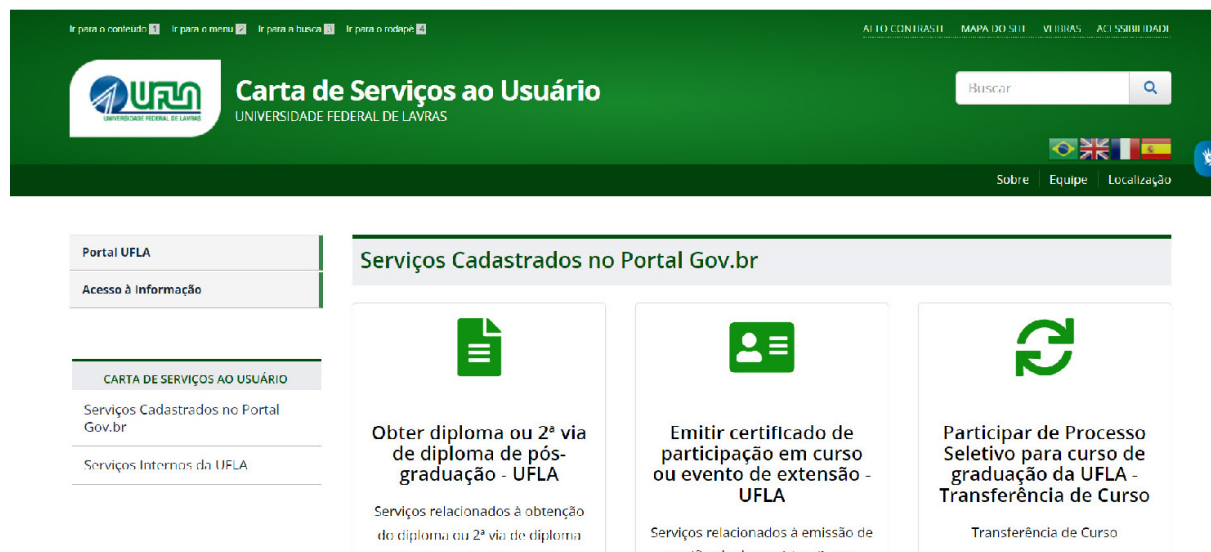 Ir para o conteúdo 1 Ir para o menu 2 Ir para a busca 3 Ir para o rodapé 4
ALTO CONTRASTE MAPA DO SITE VLIBRAS ACESSIBILIDADE
UFLA
UNIVERSIDADE FEDERAL DE LAVRAS
Carta de Serviços ao Usuário
UNIVERSIDADE FEDERAL DE LAVRAS
Buscar
Sobre Equipe Localização
Portal UFLA
Acesso à Informação
CARTA DE SERVIÇOS AO USUÁRIO
Serviços Cadastrados no Portal
Gov.br
Serviços Internos da UFLA
Serviços Cadastrados no Portal Gov.br
Obter diploma ou 2ª via
de diploma de pós-
graduação - UFLA
Serviços relacionados à obtenção
do diploma ou 2ª via de diploma
Emitir certificado de
participação em curso
ou evento de extensão -
UFLA
Serviços relacionados à emissão de
Participar de Processo
Seletivo para curso de
graduação da UFLA -
Transferência de Curso
Transferência de Curso